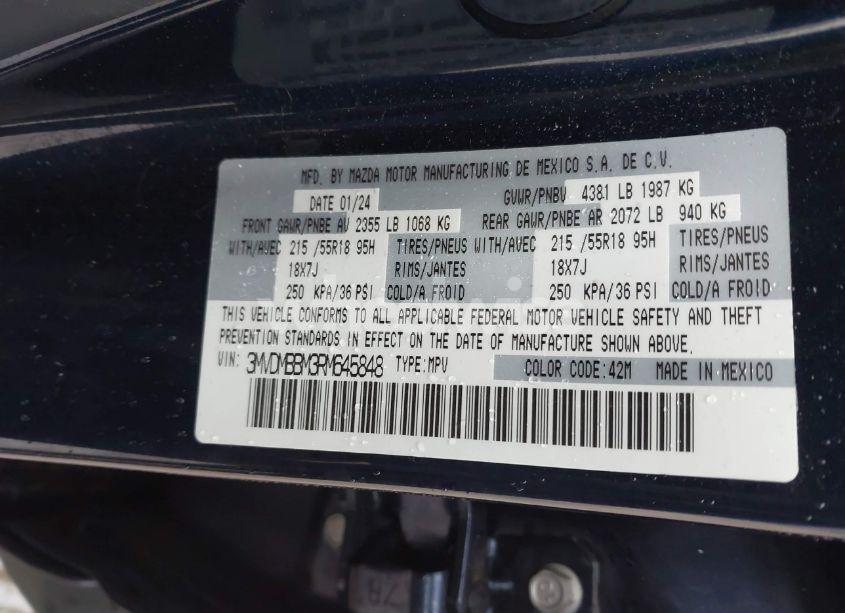 MFD. BY MAZDA MOTOR MANUFACTURING DE MEXICO S.A. DE C.V.
DATE 01/24 GVWR/PNBV 4381 LB 1987 KG
FRONT GAWR/PNBE AV 2355 LB 1068 KG REAR GAWR/PNBE AR 2072 LB 940 KG
WITH/AVEC 215 /55R18 95H TIRES/PNEUS WITH/AVEC 215 /55R18 95H TIRES/PNEUS
18X7J RIMS/JANTES 18X7J RIMS/JANTES
250 KPA/36 PSI COLD/A FROID 250 KPA/36 PSI COLD/A FROID
THIS VEHICLE CONFORMS TO ALL APPLICABLE FEDERAL MOTOR VEHICLE SAFETY AND THEFT
PREVENTION STANDARDS IN EFFECT ON THE DATE OF MANUFACTURE SHOWN ABOVE.
VIN: 3MVDMBBM3RM645848 TYPE:MPV COLOR CODE:42M MADE IN MEXICO